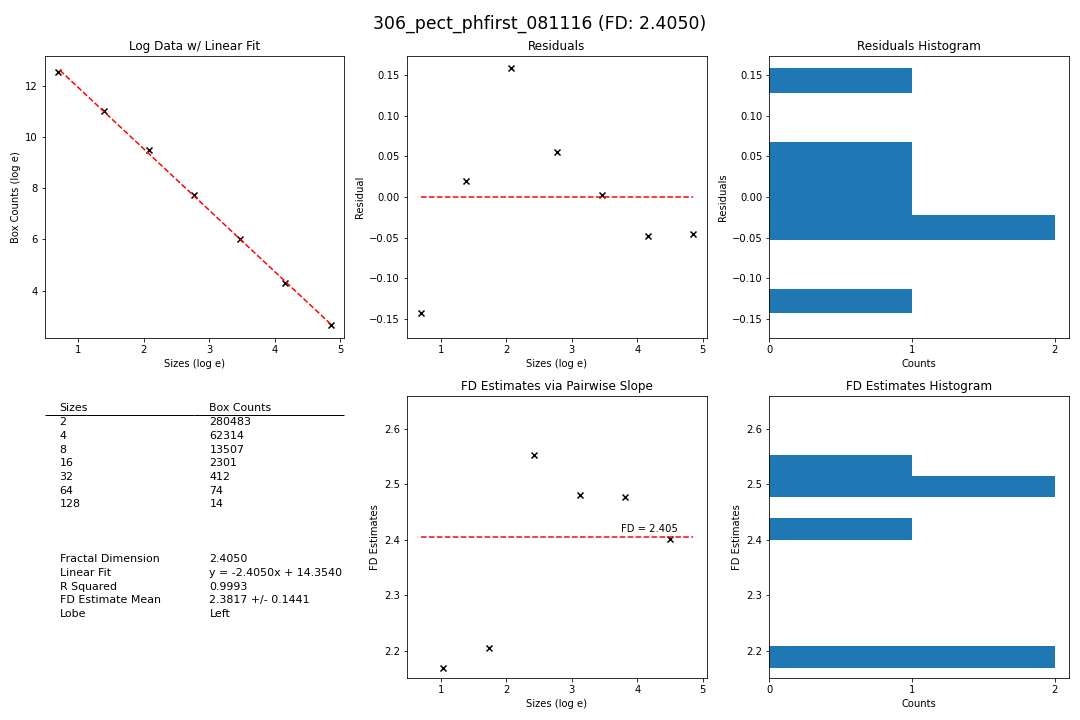 306_pect_phfirst_081116 (FD: 2.4050)
Log Data w/ Linear Fit
12
10
8
6
4
Box Counts (log e)
1 2 3 4 5
Sizes (log e)
Residuals
0.15
0.10
0.05
0.00
−0.05
−0.10
−0.15
Residual
1 2 3 4 5
Sizes (log e)
Residuals Histogram
0.15
0.10
0.05
0.00
−0.05
−0.10
−0.15
Residuals
0 1 2
Counts
Sizes Box Counts
2 280483
4 62314
8 13507
16 2301
32 412
64 74
128 14
Fractal Dimension 2.4050
Linear Fit y = -2.4050x + 14.3540
R Squared 0.9993
FD Estimate Mean 2.3817 +/- 0.1441
Lobe Left
FD Estimates via Pairwise Slope
2.6
2.5
2.4
2.3
2.2
FD Estimates
FD = 2.405
1 2 3 4 5
Sizes (log e)
FD Estimates Histogram
2.6
2.5
2.4
2.3
2.2
FD Estimates
0 1 2
Counts